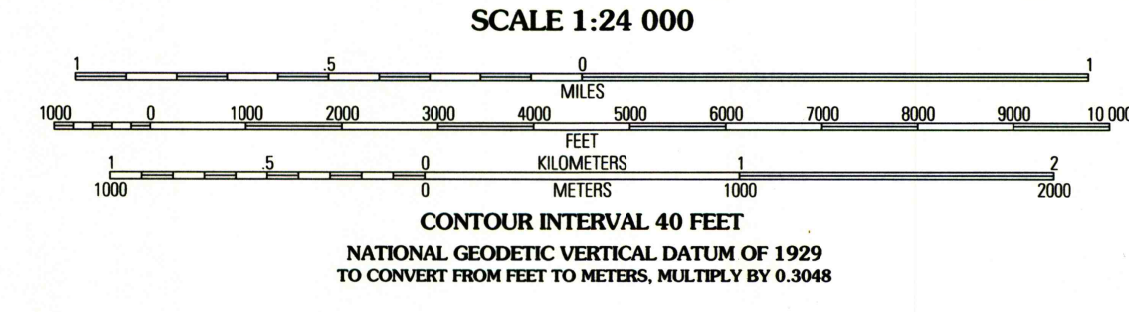 SCALE 1:24 000
1 .5 0 1
MILES
1000 0 1000 2000 3000 4000 5000 6000 7000 8000 9000 10 000
FEET
1 .5 0 KILOMETERS 1 2
1000 0 METERS 1000 2000
CONTOUR INTERVAL 40 FEET
NATIONAL GEODETIC VERTICAL DATUM OF 1929
TO CONVERT FROM FEET TO METERS, MULTIPLY BY 0.3048